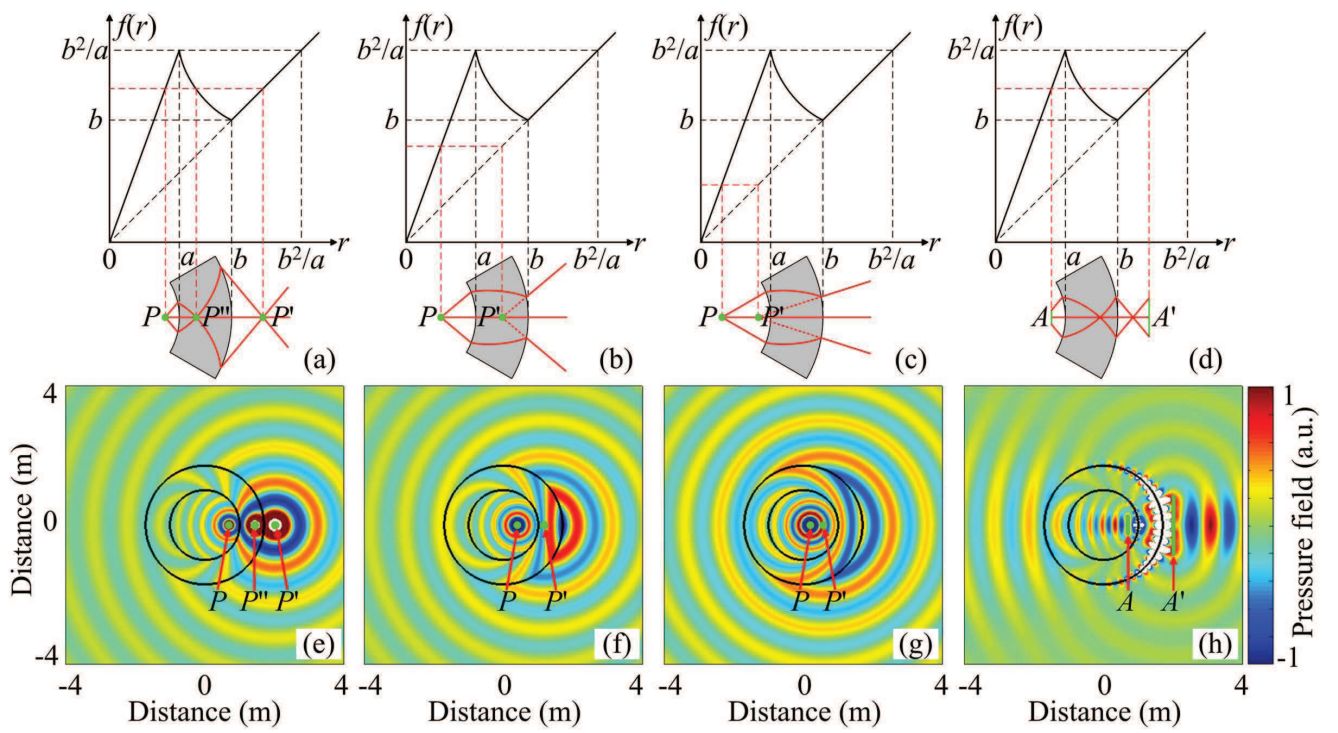 f(r) f(r) f(r) f(r)
b²/a b²/a b²/a b²/a
b b b b
0 a b b²/a r 0 a b b²/a r 0 a b b²/a r 0 a b b²/a r
P P'' P' P P' P P' A A'
(a) (b) (c) (d)
4 1
Distance (m) 0 Pressure field (a.u.)
P P'' P' P P' P P' A A'
-4 (e) (f) (g) (h) -1
-4 0 4 -4 0 4 -4 0 4 -4 0 4
Distance (m) Distance (m) Distance (m) Distance (m)